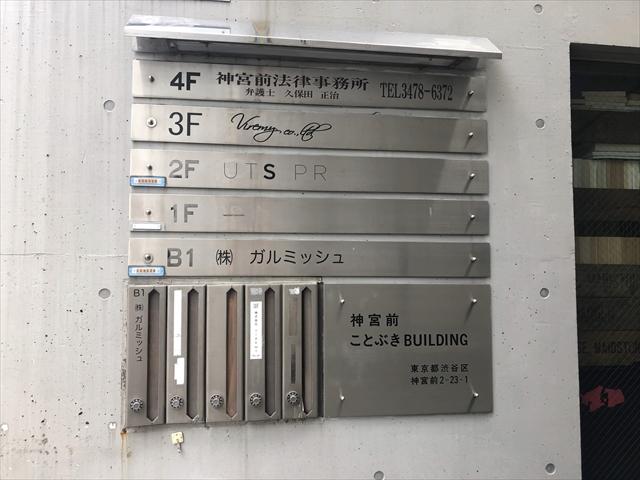 4F 神宮前法律事務所 TEL3478-6372
弁護士 久保田 正治
3F Viremy co.,ltd
2F UTS PR
1F —
B1 ㈱ ガルミッシュ
B1 ㈱ ガルミッシュ
神宮前
ことぶきBUILDING
東京都渋谷区
神宮前2-23-1